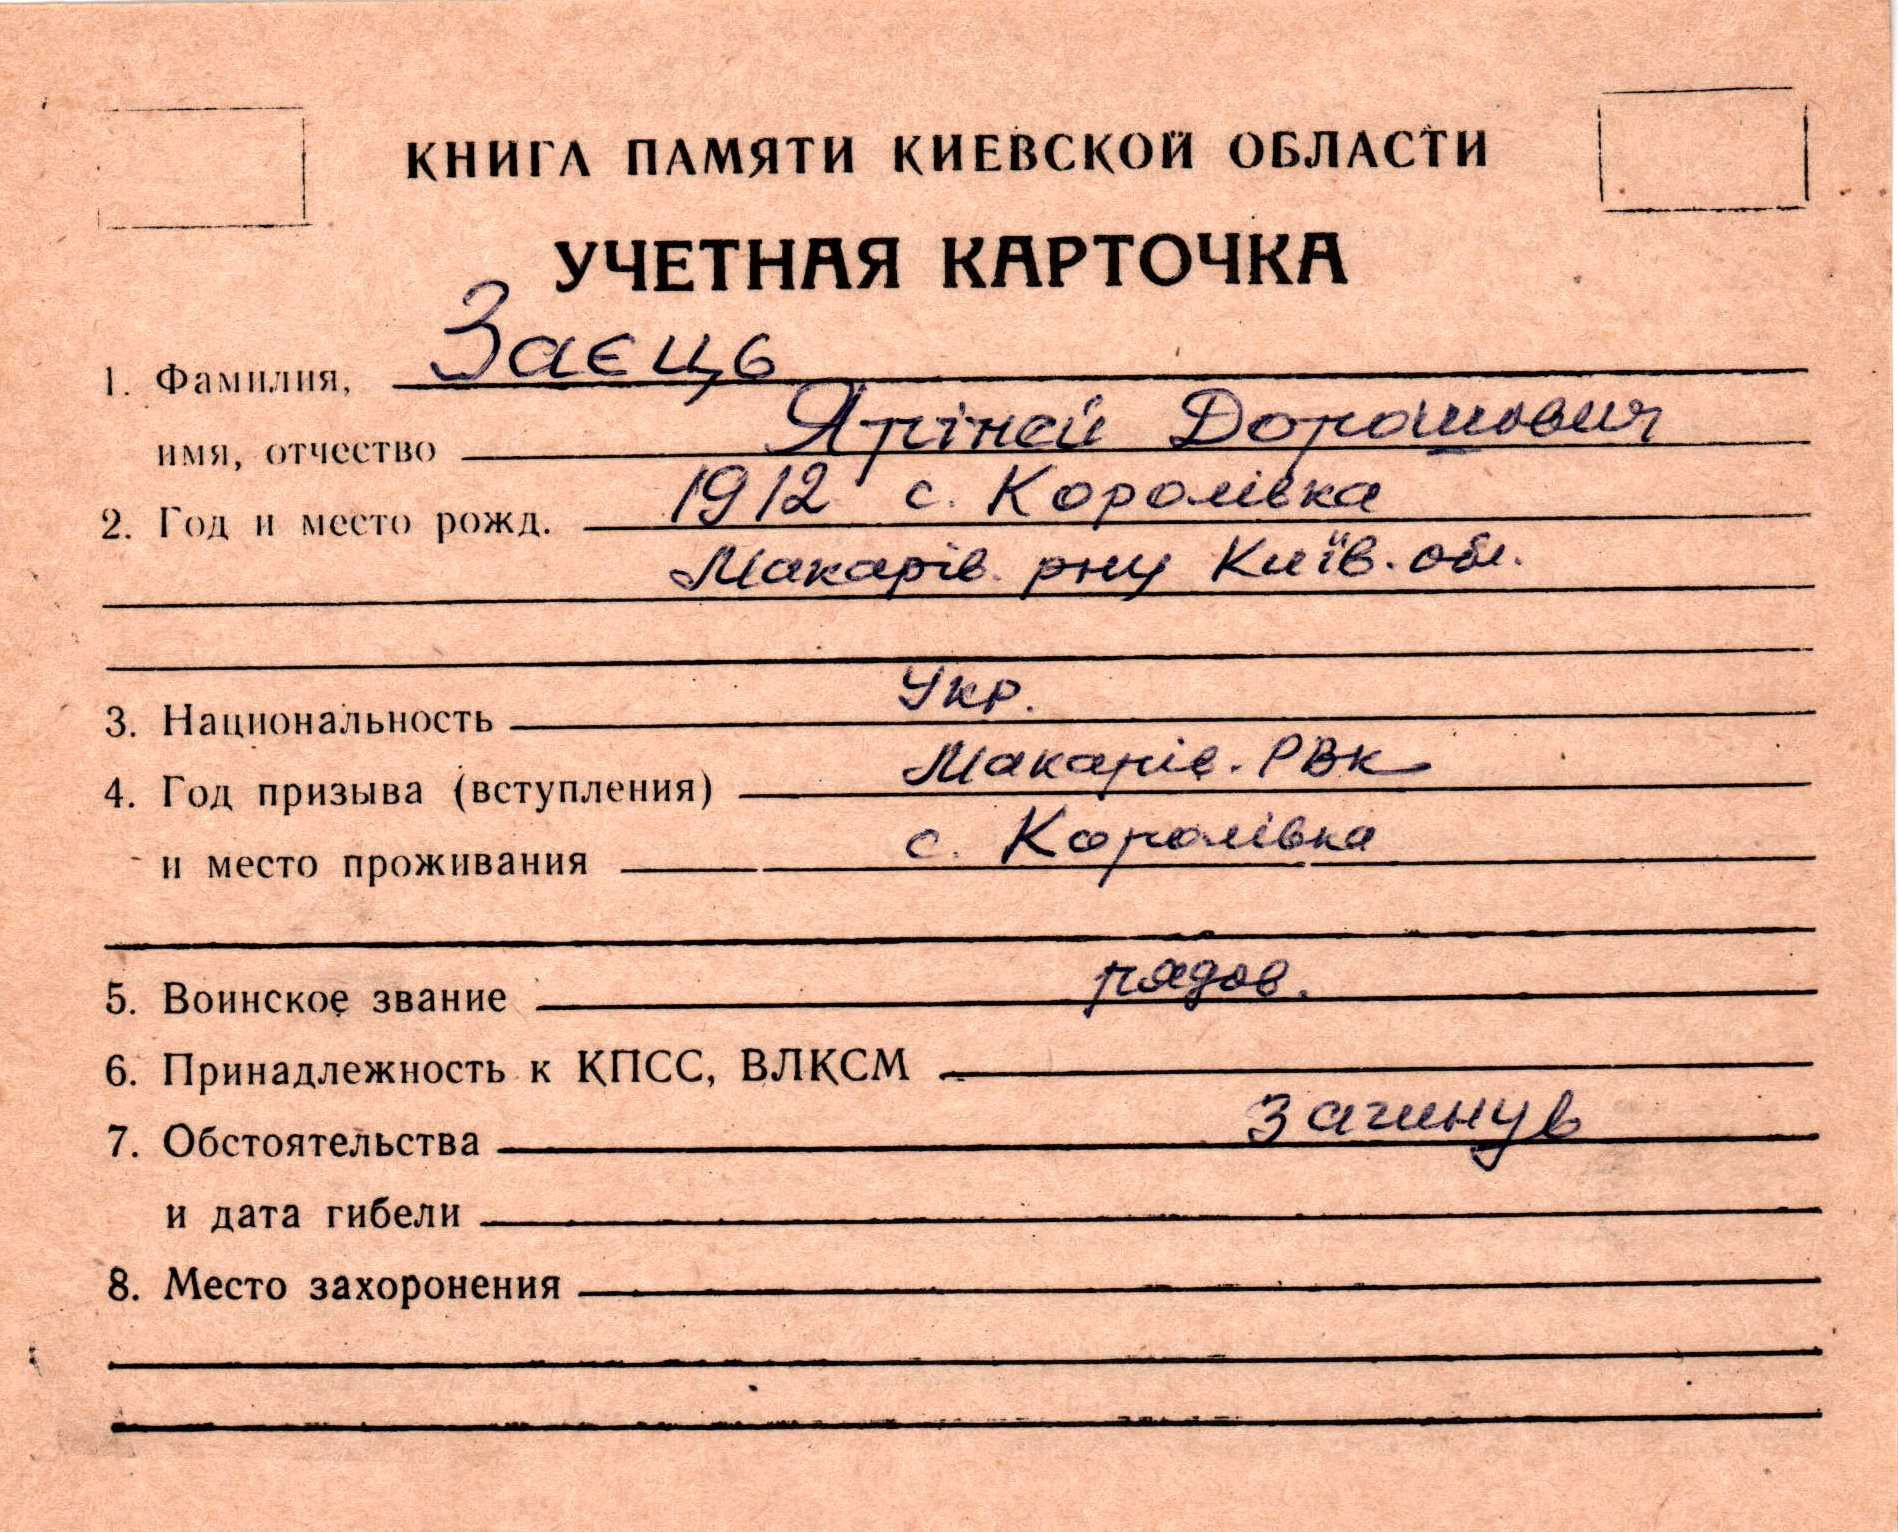 КНИГА ПАМЯТИ КИЕВСКОЙ ОБЛАСТИ
УЧЕТНАЯ КАРТОЧКА
1. Фамилия, Заєць
имя, отчество Яріней Дорошович
2. Год и место рожд. 1912 с. Королівка
Макарів. рну Київ. обл.
3. Национальность Укр.
4. Год призыва (вступления) Макарів. РВк
и место проживания с. Королівка
5. Воинское звание рядов.
6. Принадлежность к КПСС, ВЛКСМ
7. Обстоятельства загинув
и дата гибели
8. Место захоронения